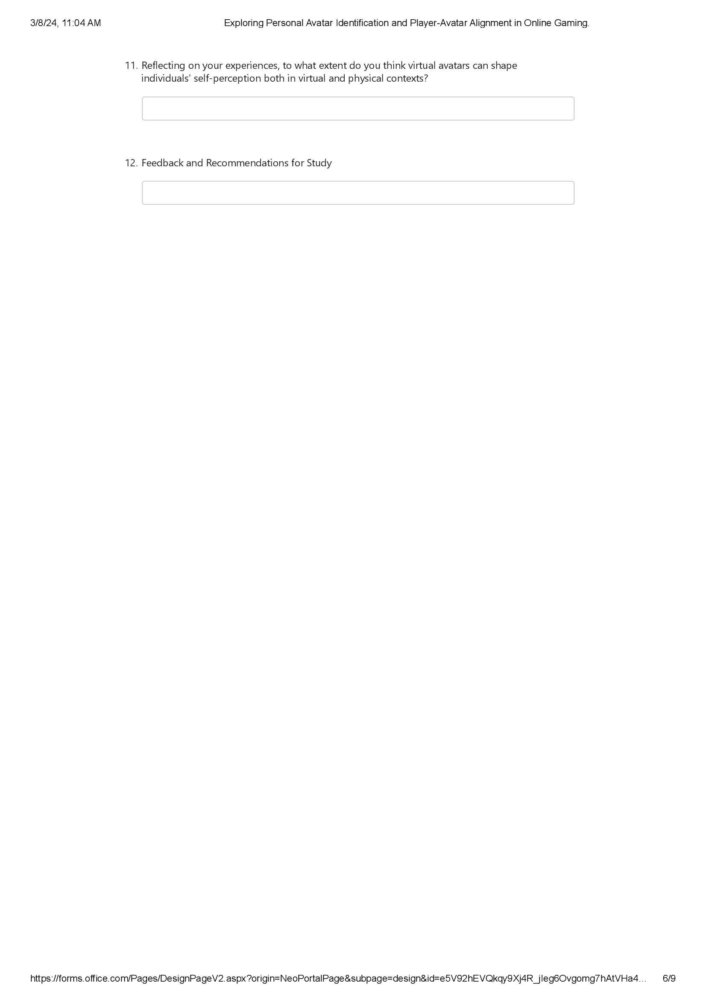 3/8/24, 11:04 AM Exploring Personal Avatar Identification and Player-Avatar Alignment in Online Gaming.
11. Reflecting on your experiences, to what extent do you think virtual avatars can shape
individuals' self-perception both in virtual and physical contexts?
12. Feedback and Recommendations for Study
https://forms.office.com/Pages/DesignPageV2.aspx?origin=NeoPortalPage&subpage=design&id=e5V92hEVQkqy9Xj4R_jIeg6Ovgomg7hAtVHa4... 6/9